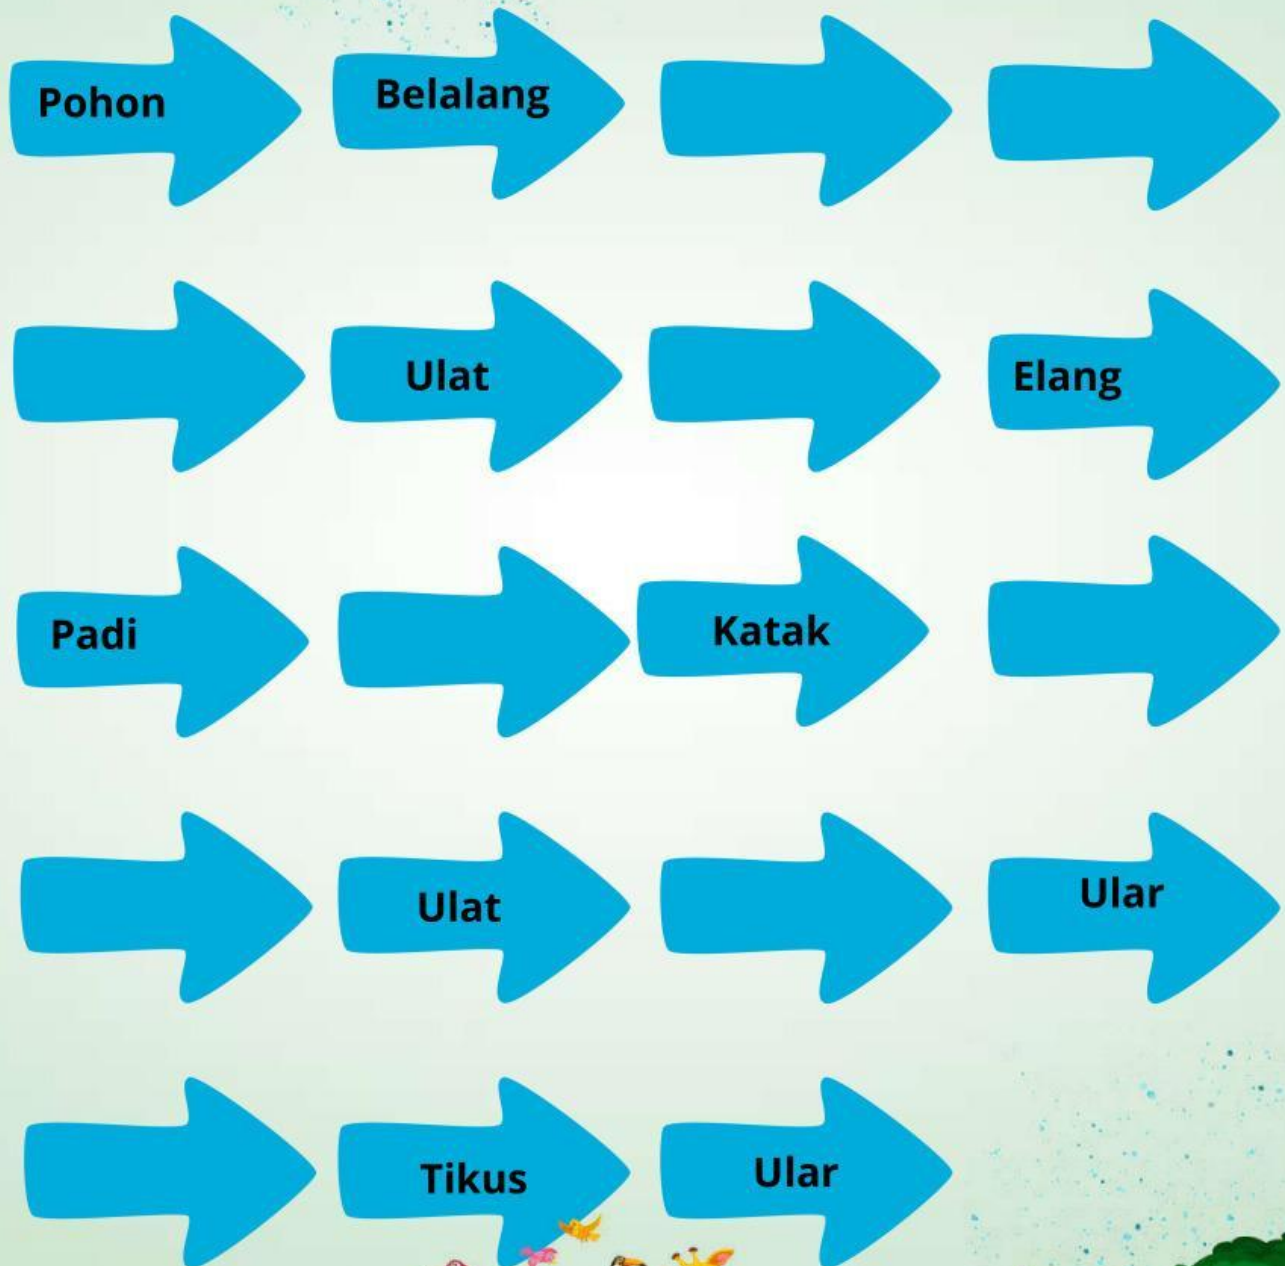 Pohon Belalang
Ulat Elang
Padi Katak
Ulat Ular
Tikus Ular